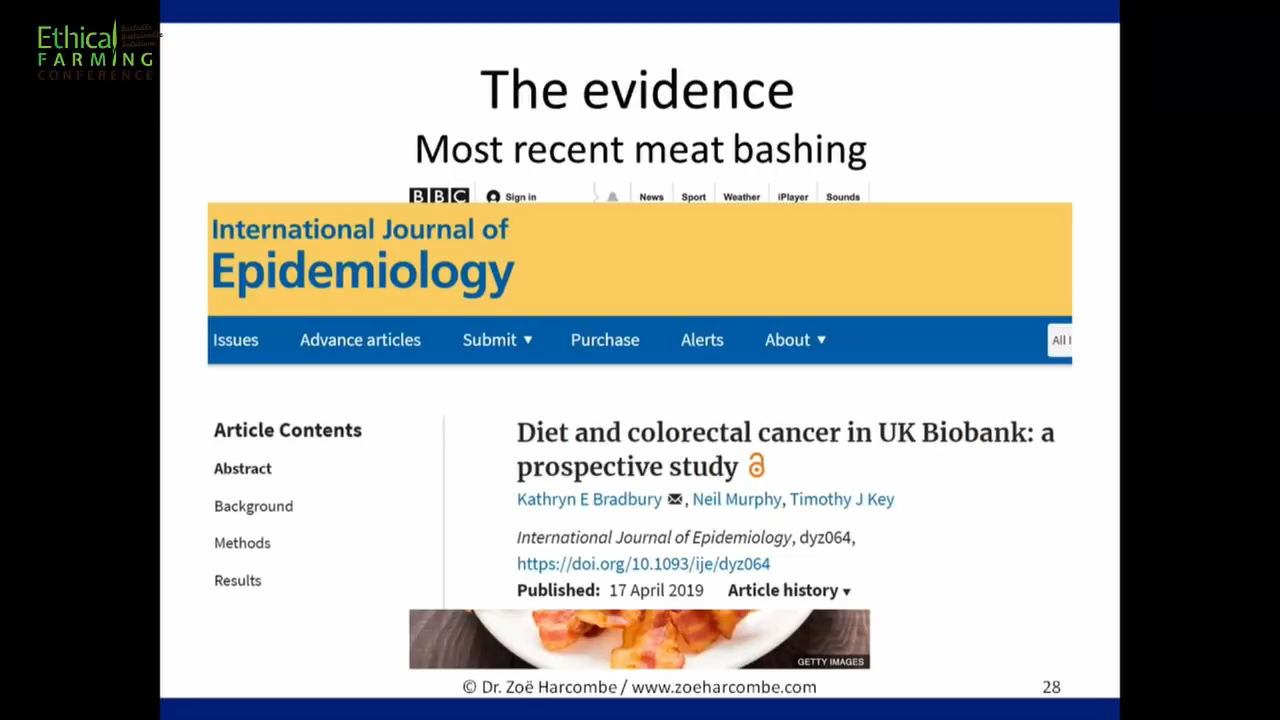 Ethical
FARMING
CONFERENCE
The evidence
Most recent meat bashing
BBC Sign in News Sport Weather iPlayer Sounds
International Journal of
Epidemiology
Issues Advance articles Submit ▼ Purchase Alerts About ▼ All
Article Contents
Abstract
Background
Methods
Results
Diet and colorectal cancer in UK Biobank: a
prospective study
Kathryn E Bradbury, Neil Murphy, Timothy J Key
International Journal of Epidemiology, dyz064,
https://doi.org/10.1093/ije/dyz064
Published: 17 April 2019 Article history ▾
GETTY IMAGES
© Dr. Zoë Harcombe / www.zoeharcombe.com
28